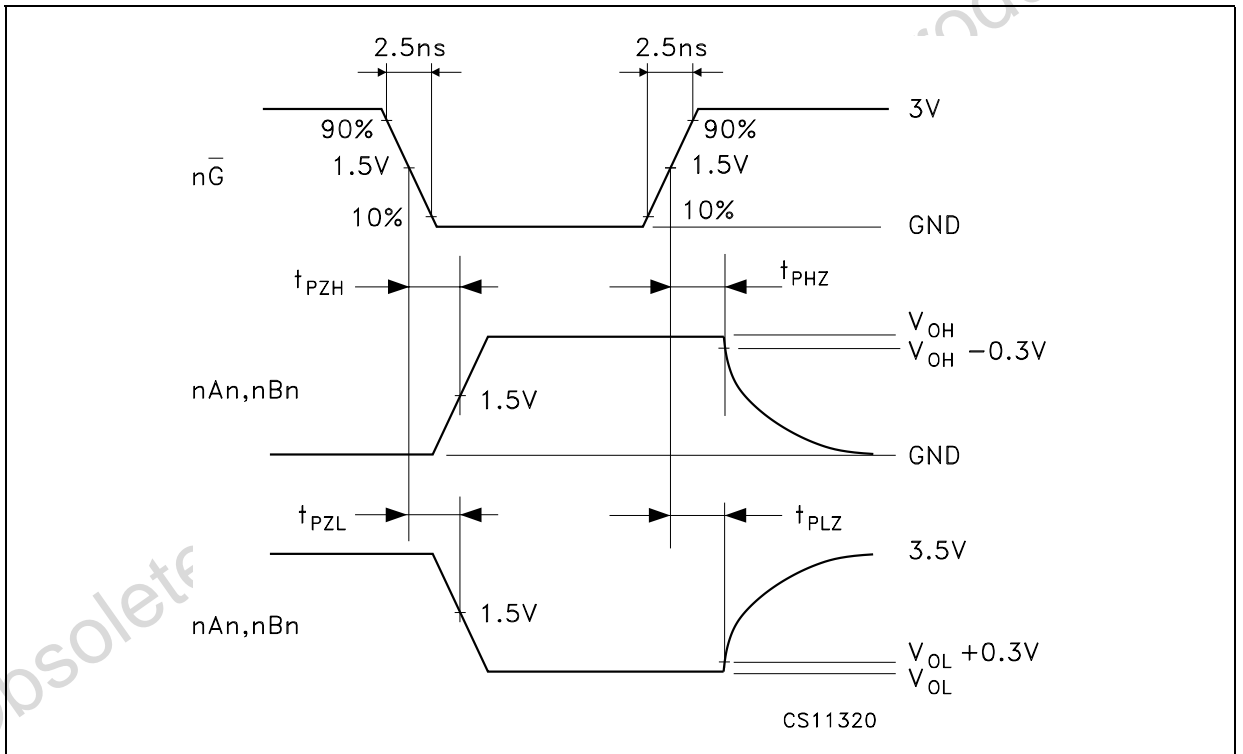 2.5ns 2.5ns
3V
90% 90%
1.5V 1.5V
nG̅
10% 10%
GND
tPZH tPHZ
VOH
VOH −0.3V
nAn,nBn
1.5V
GND
tPZL tPLZ
3.5V
1.5V
nAn,nBn
VOL +0.3V
VOL
CS11320